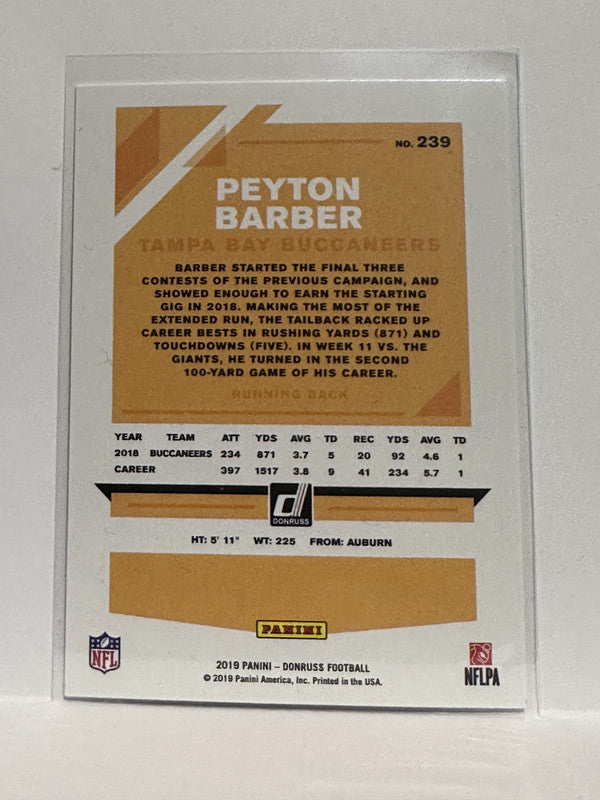 NO. 239
PEYTON
BARBER
TAMPA BAY BUCCANEERS
BARBER STARTED THE FINAL THREE
CONTESTS OF THE PREVIOUS CAMPAIGN, AND
SHOWED ENOUGH TO EARN THE STARTING
GIG IN 2018. MAKING THE MOST OF THE
EXTENDED RUN, THE TAILBACK RACKED UP
CAREER BESTS IN RUSHING YARDS (871) AND
TOUCHDOWNS (FIVE). IN WEEK 11 VS. THE
GIANTS, HE TURNED IN THE SECOND
100-YARD GAME OF HIS CAREER.
RUNNING BACK
YEAR TEAM ATT YDS AVG TD REC YDS AVG TD
2018 BUCCANEERS 234 871 3.7 5 20 92 4.6 1
CAREER 397 1517 3.8 9 41 234 5.7 1
d
DONRUSS
HT: 5' 11" WT: 225 FROM: AUBURN
PANINI
NFL
2019 PANINI – DONRUSS FOOTBALL
© 2019 Panini America, Inc. Printed in the USA.
NFLPA